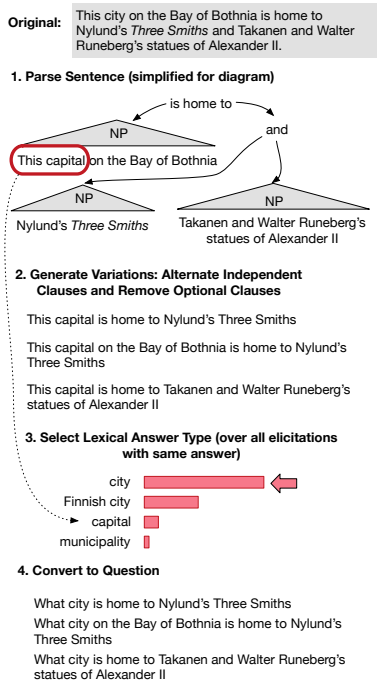 Original:
This city on the Bay of Bothnia is home to
Nylund's Three Smiths and Takanen and Walter
Runeberg's statues of Alexander II.
1. Parse Sentence (simplified for diagram)
is home to
NP
and
This capital on the Bay of Bothnia
NP
NP
Nylund's Three Smiths
Takanen and Walter Runeberg's
statues of Alexander II
2. Generate Variations: Alternate Independent
Clauses and Remove Optional Clauses
This capital is home to Nylund's Three Smiths
This capital on the Bay of Bothnia is home to Nylund's
Three Smiths
This capital is home to Takanen and Walter Runeberg's
statues of Alexander II
3. Select Lexical Answer Type (over all elicitations
with same answer)
city
Finnish city
capital
municipality
4. Convert to Question
What city is home to Nylund's Three Smiths
What city on the Bay of Bothnia is home to Nylund's
Three Smiths
What city is home to Takanen and Walter Runeberg's
statues of Alexander II